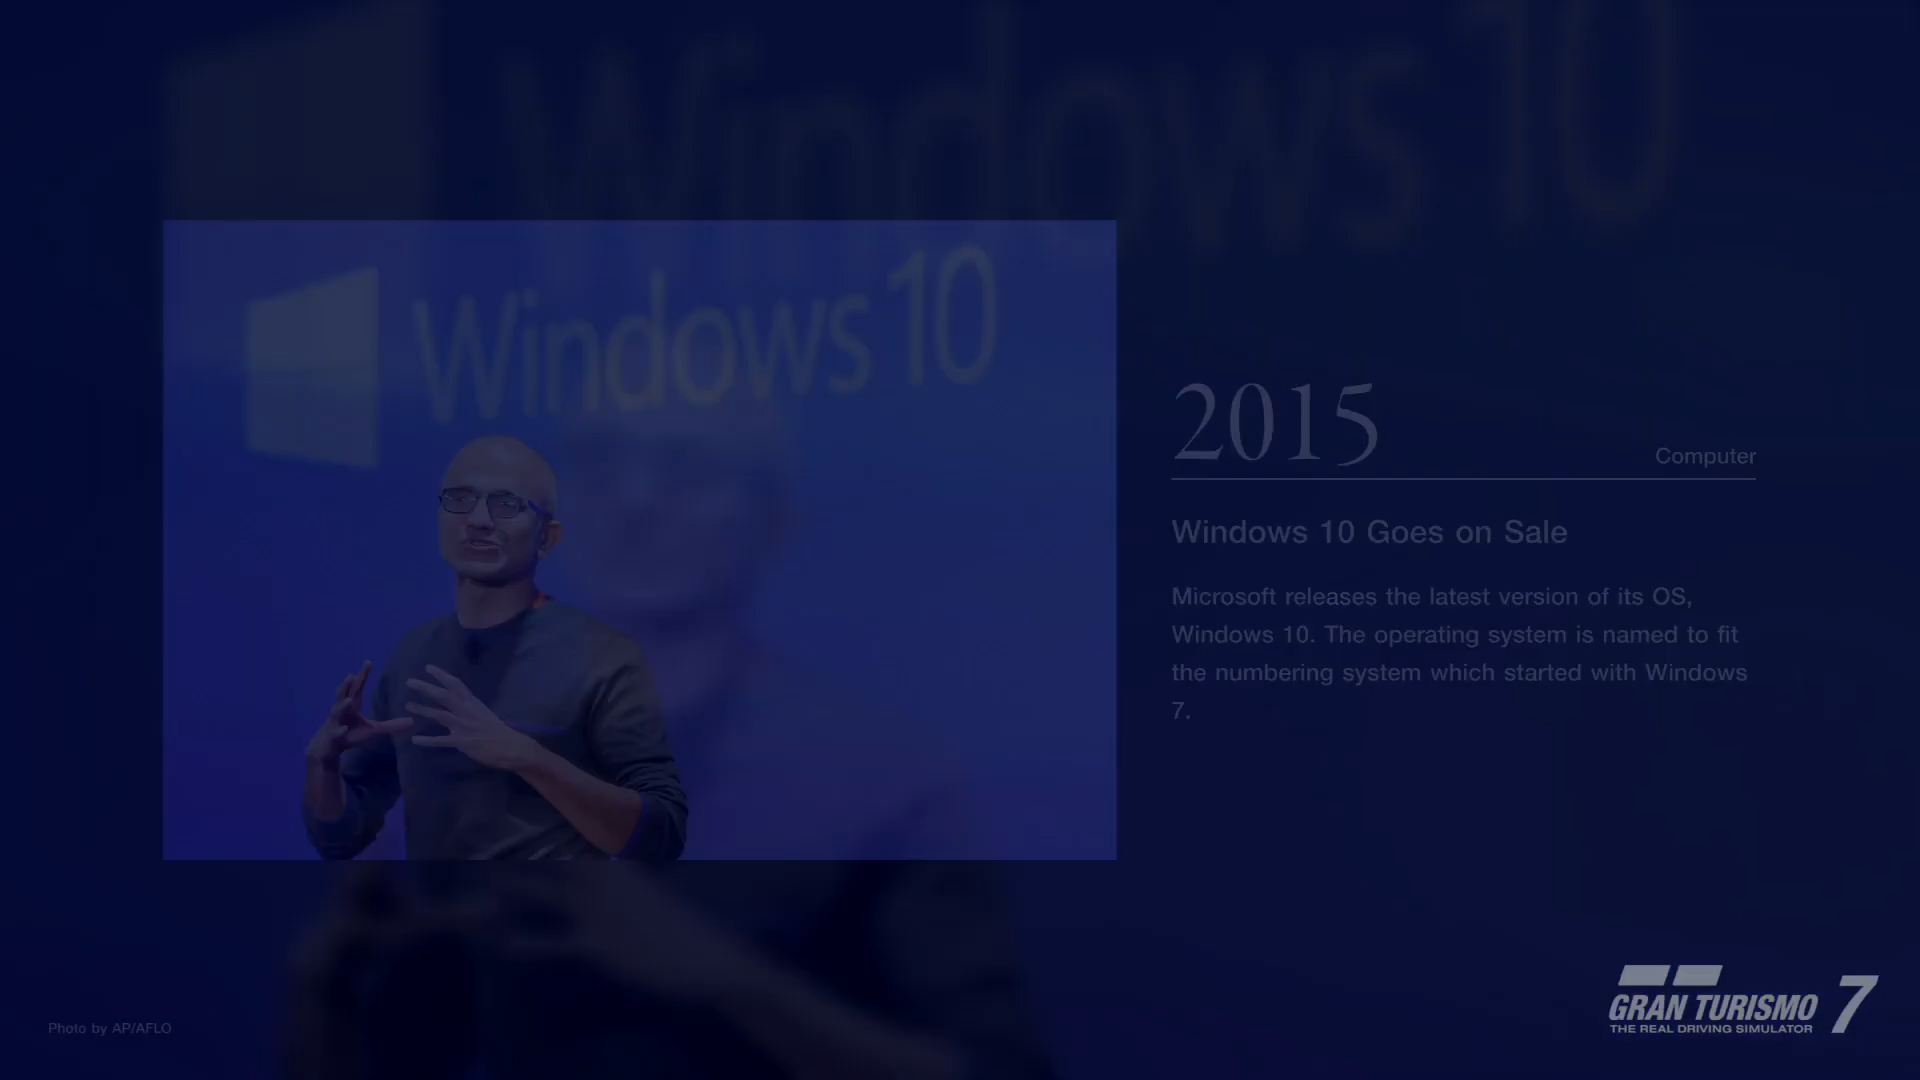 Windows 10
Windows 10
2015
Computer
Windows 10 Goes on Sale
Microsoft releases the latest version of its OS,
Windows 10. The operating system is named to fit
the numbering system which started with Windows
7.
Photo by AP/AFLO
GRAN TURISMO 7
THE REAL DRIVING SIMULATOR